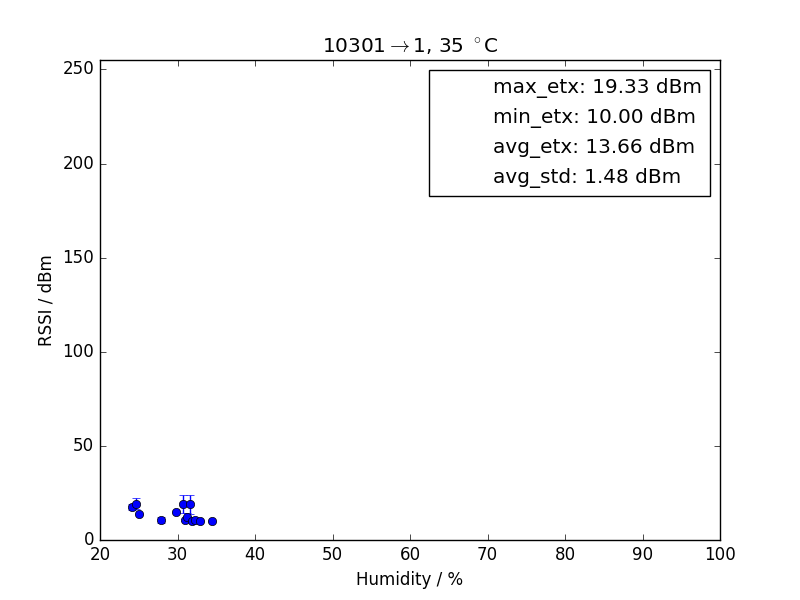 10301→1, 35 °C
max_etx: 19.33 dBm
min_etx: 10.00 dBm
avg_etx: 13.66 dBm
avg_std: 1.48 dBm
RSSI / dBm
250
200
150
100
50
0
20 30 40 50 60 70 80 90 100
Humidity / %